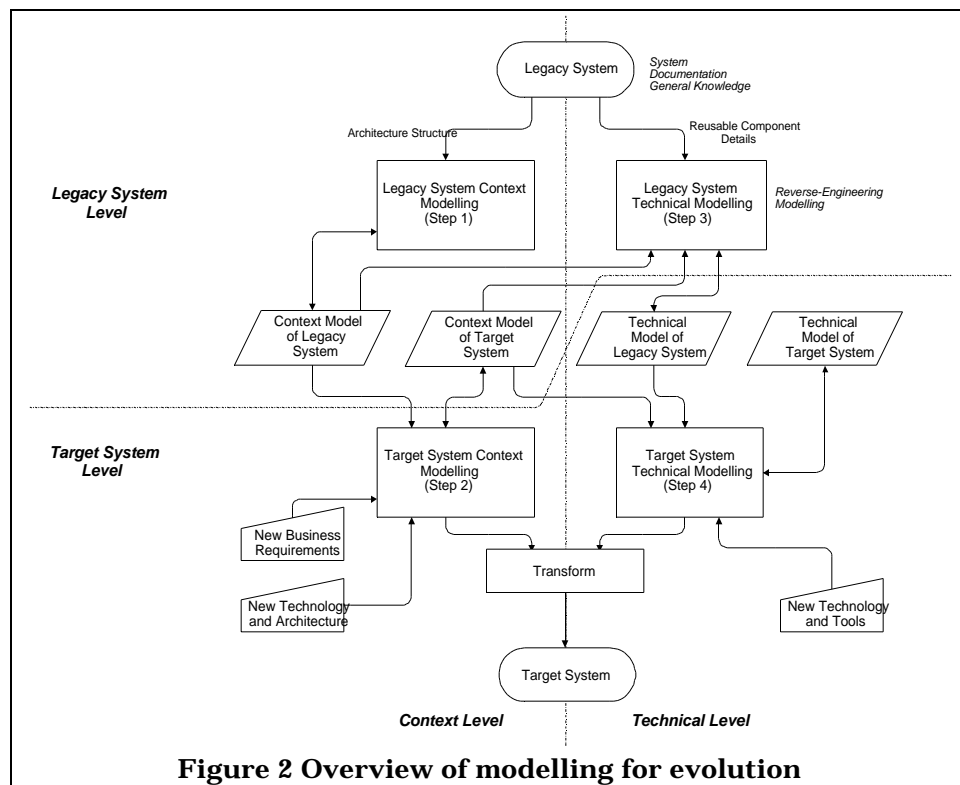 Legacy System
System
Documentation
General Knowledge
Architecture Structure
Reusable Component
Details
Legacy System
Level
Legacy System Context
Modelling
(Step 1)
Legacy System
Technical Modelling
(Step 3)
Reverse-Engineering
Modelling
Context Model
of Legacy
System
Context Model
of Target
System
Technical
Model of
Legacy System
Technical
Model of
Target System
Target System
Level
Target System Context
Modelling
(Step 2)
Target System
Technical Modelling
(Step 4)
New Business
Requirements
Transform
New Technology
and Architecture
New Technology
and Tools
Target System
Context Level
Technical Level
Figure 2 Overview of modelling for evolution